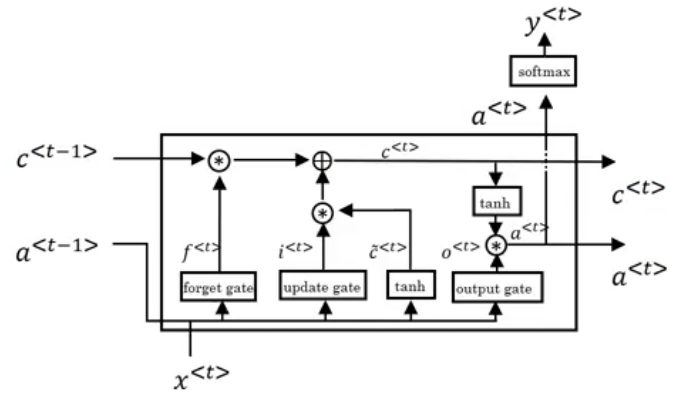 y<t>
softmax
a<t>
c<t-1>
c<t>
c<t>
tanh
a<t-1>
f<t>
i<t>
c̃<t>
o<t>
a<t>
a<t>
forget gate
update gate
tanh
output gate
x<t>